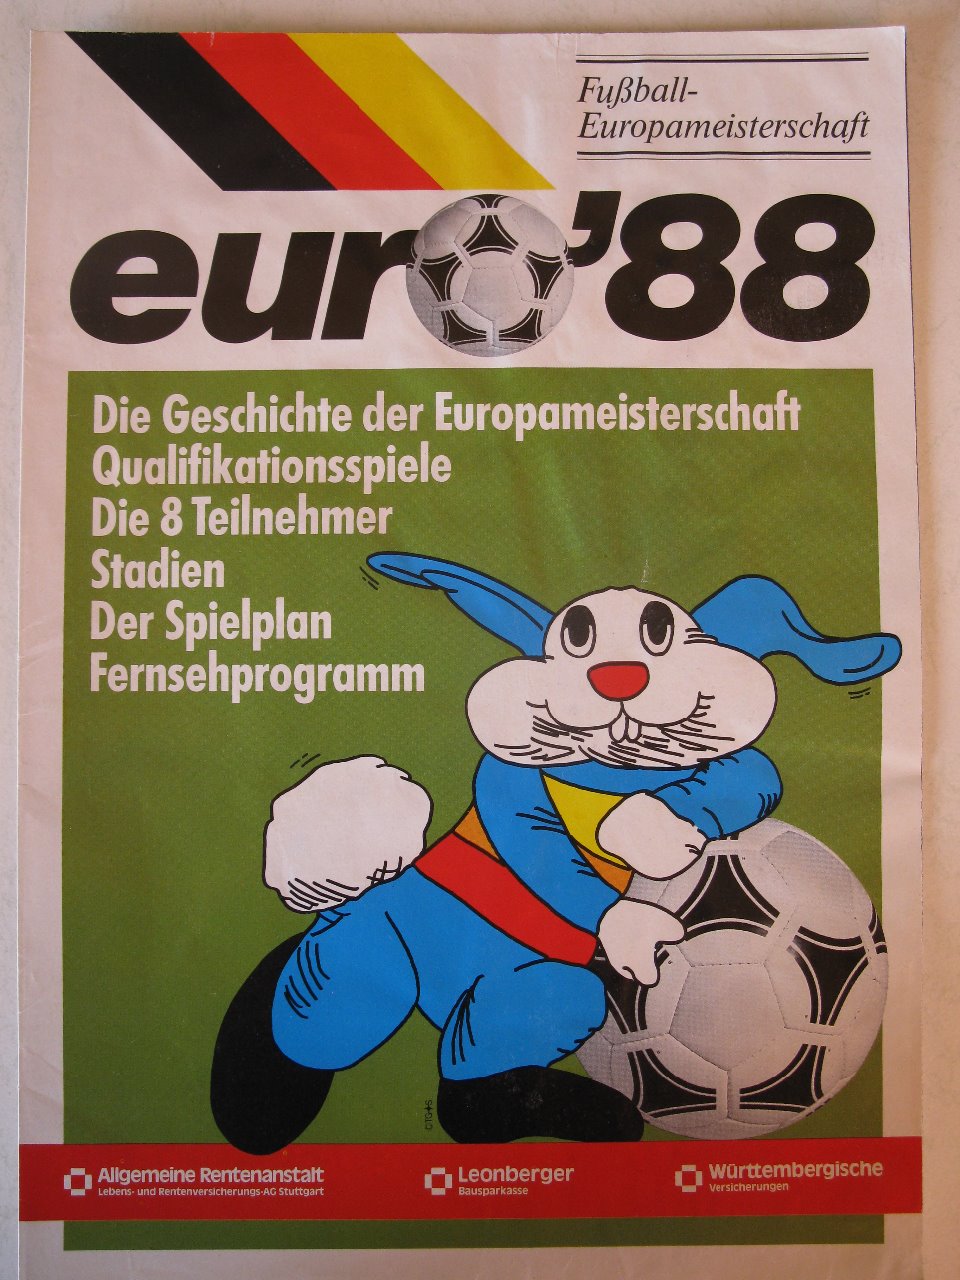 Fußball-
Europameisterschaft
euro'88
Die Geschichte der Europameisterschaft
Qualifikationsspiele
Die 8 Teilnehmer
Stadien
Der Spielplan
Fernsehprogramm
Allgemeine Rentenanstalt
Lebens- und Rentenversicherungs-AG Stuttgart
Leonberger
Bausparkasse
Württembergische
Versicherungen